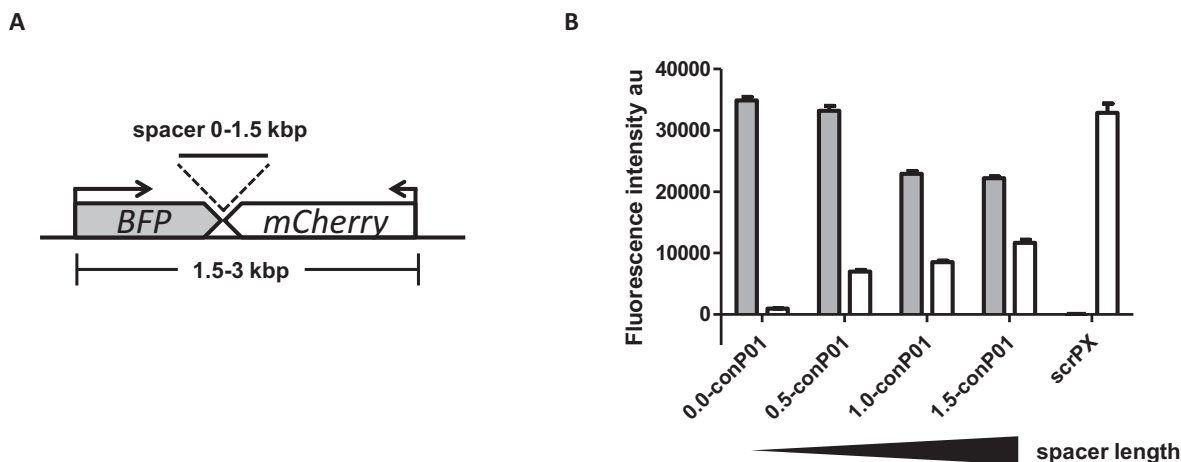 A
spacer 0-1.5 kbp
BFP
mCherry
1.5-3 kbp
B
Fluorescence intensity au
40000
30000
20000
10000
0
0.0-conP01
0.5-conP01
1.0-conP01
1.5-conP01
scrPX
spacer length